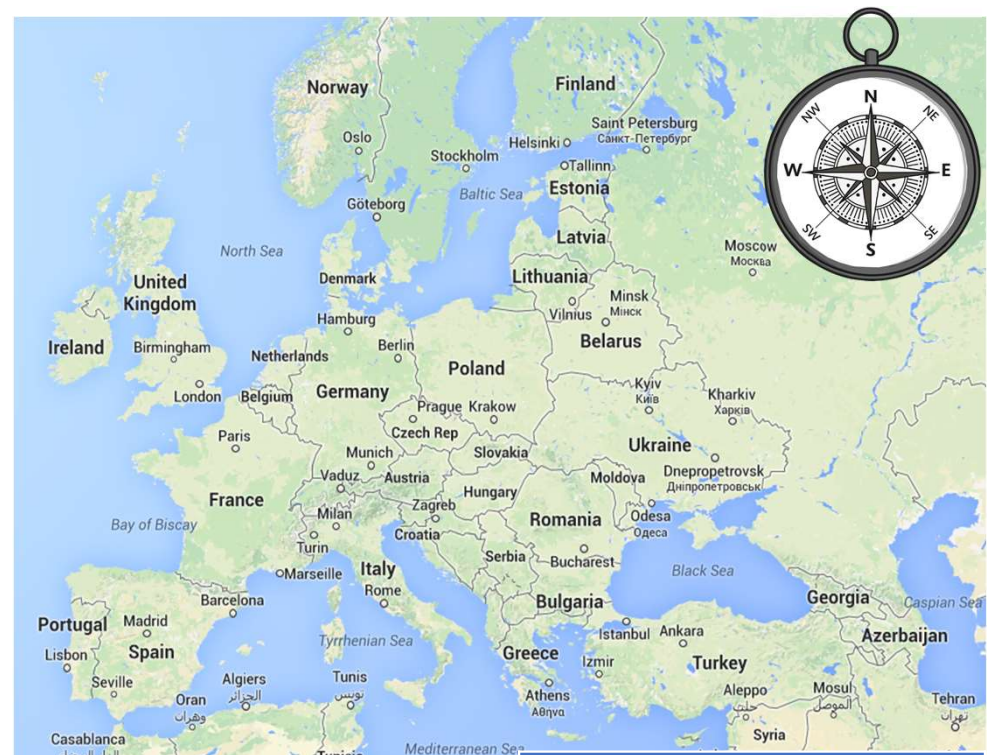 N
NW
NE
W
E
SW
SE
S
Norway
Finland
Oslo
Saint Petersburg
Санкт-Петербург
Helsinki
Stockholm
Tallinn
Estonia
Baltic Sea
Göteborg
Latvia
North Sea
Moscow
Москва
Denmark
Lithuania
United
Kingdom
Minsk
Мінск
Vilnius
Hamburg
Belarus
Ireland
Birmingham
Netherlands
Berlin
Poland
London
Belgium
Germany
Kyiv
Київ
Kharkiv
Харків
Prague
Krakow
Czech Rep
Paris
Ukraine
Munich
Slovakia
Vaduz
Austria
Moldova
Dnepropetrovsk
Дніпропетровськ
France
Hungary
Zagreb
Milan
Romania
Odesa
Одеса
Bay of Biscay
Croatia
Turin
Serbia
Bucharest
Marseille
Italy
Black Sea
Rome
Barcelona
Bulgaria
Georgia
Caspian Sea
Portugal
Madrid
Istanbul
Ankara
Azerbaijan
Tyrrhenian Sea
Spain
Greece
Lisbon
Izmir
Turkey
Seville
Algiers
الجزائر
Tunis
تونس
Oran
وهران
Athens
Αθήνα
Aleppo
حلب
Mosul
الموصل
Tehran
تهران
Casablanca
Syria
Mediterranean Sea